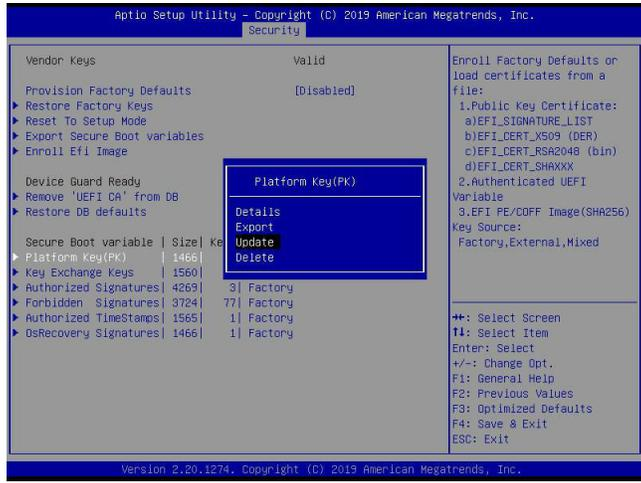 Aptio Setup Utility – Copyright (C) 2019 American Megatrends, Inc.
Security
Vendor Keys Valid
Provision Factory Defaults [Disabled]
Restore Factory Keys
Reset To Setup Mode
Export Secure Boot variables
Enroll Efi Image
Device Guard Ready
Remove 'UEFI CA' from DB
Restore DB defaults
Secure Boot variable | Size| Ke
Platform Key(PK) | 1466|
Key Exchange Keys | 1560|
Authorized Signatures| 4269| 3| Factory
Forbidden Signatures| 3724| 77| Factory
Authorized TimeStamps| 1565| 1| Factory
OsRecovery Signatures| 1466| 1| Factory
Platform Key(PK)
Details
Export
Update
Delete
Enroll Factory Defaults or
load certificates from a
file:
1.Public Key Certificate:
a)EFI_SIGNATURE_LIST
b)EFI_CERT_X509 (DER)
c)EFI_CERT_RSA2048 (bin)
d)EFI_CERT_SHAXXX
2.Authenticated UEFI
Variable
3.EFI PE/COFF Image(SHA256)
Key Source:
Factory,External,Mixed
→←: Select Screen
↑↓: Select Item
Enter: Select
+/-: Change Opt.
F1: General Help
F2: Previous Values
F3: Optimized Defaults
F4: Save & Exit
ESC: Exit
Version 2.20.1274. Copyright (C) 2019 American Megatrends, Inc.